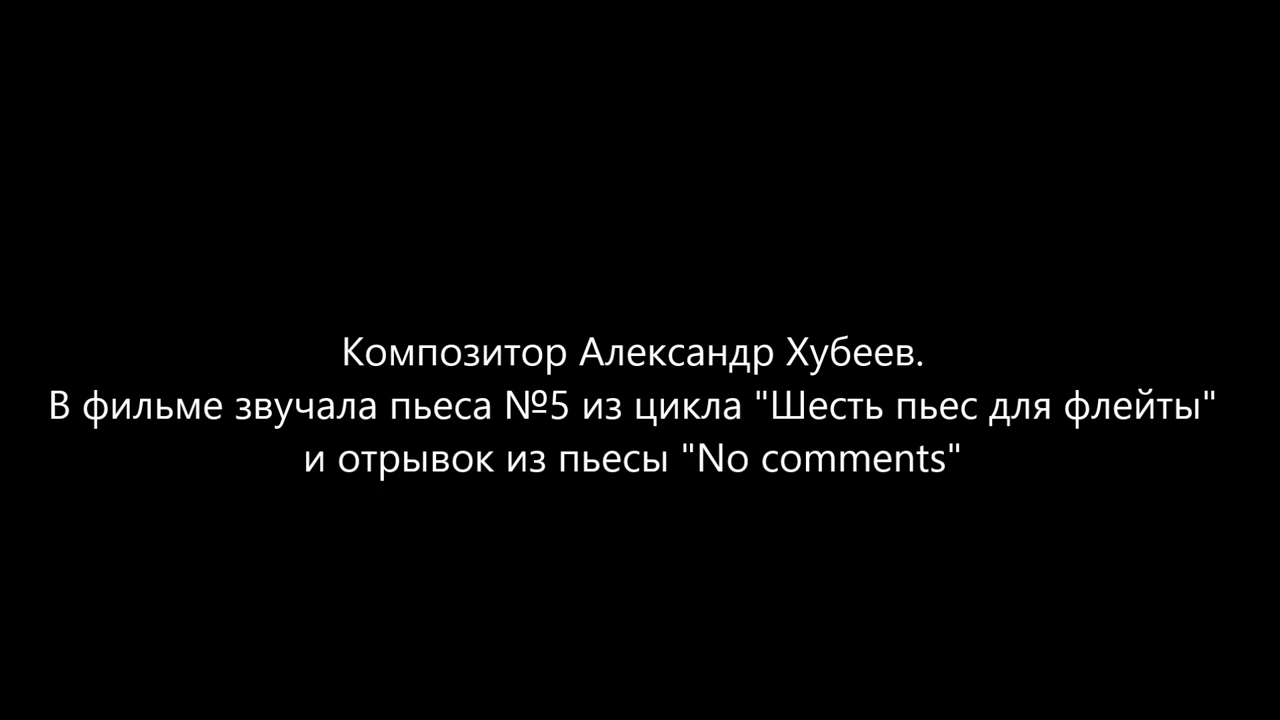 Композитор Александр Хубеев.
В фильме звучала пьеса №5 из цикла "Шесть пьес для флейты"
и отрывок из пьесы "No comments"